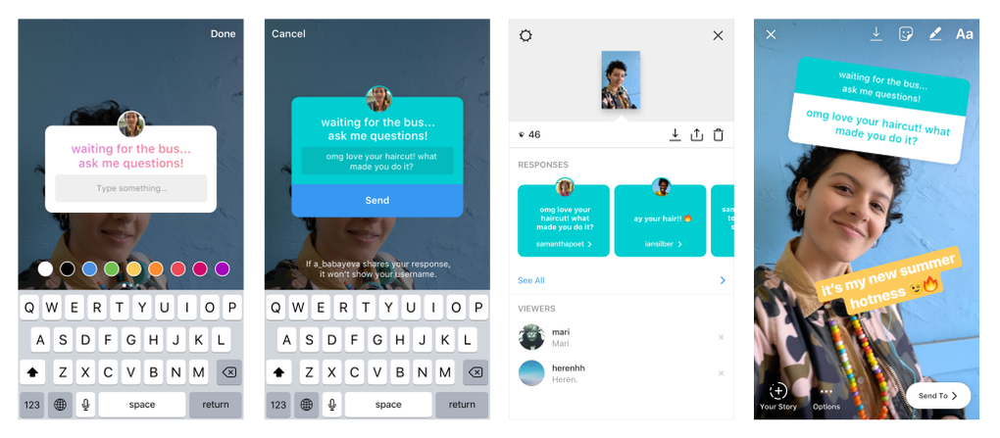 Done
waiting for the bus...
ask me questions!
Type something...
Q W E R T Y U I O P
A S D F G H J K L
Z X C V B N M
123
space
return
Cancel
waiting for the bus...
ask me questions!
omg love your haircut! what
made you do it?
Send
If a_babayeva shares your response,
it won't show your username.
Q W E R T Y U I O P
A S D F G H J K L
Z X C V B N M
123
space
return
46
RESPONSES
omg love your
haircut! what
made you do it?
samanthapoet
ay your hair!! 🔥
iansilber
See All
VIEWERS
mari
Mari
herenhh
Heren.
Aa
waiting for the bus...
ask me questions!
omg love your haircut! what
made you do it?
it's my new summer
hotness 😉🔥
Your Story
Options
Send To